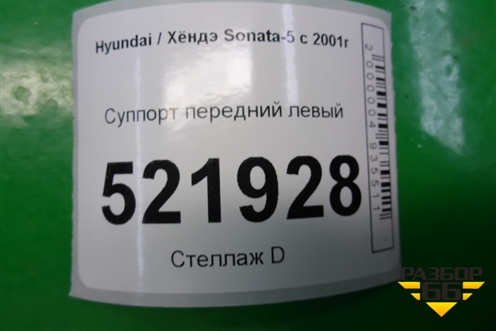 Hyundai / Хёндэ Sonata-5 с 2001г
Суппорт передний левый
521928
Стеллаж D
2000004935511
РАЗБОР
66